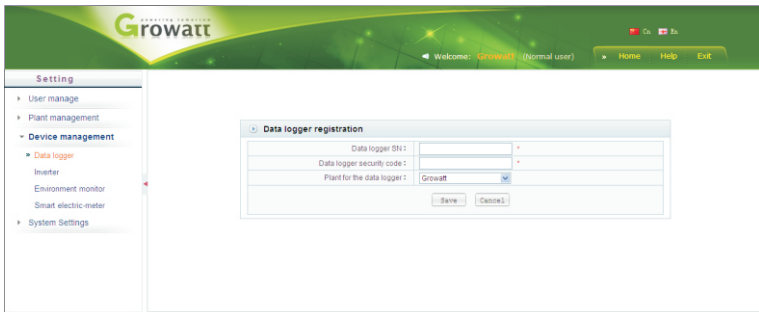 powering tomorrow
Growatt
Cn En
Welcome: Growatt (Normal user) » Home Help Exit
Setting
User manage
Plant management
Device management
» Data logger
Inverter
Environment monitor
Smart electric-meter
System Settings
Data logger registration
Data logger SN: *
Data logger security code: *
Plant for the data logger: Growatt
Save Cancel